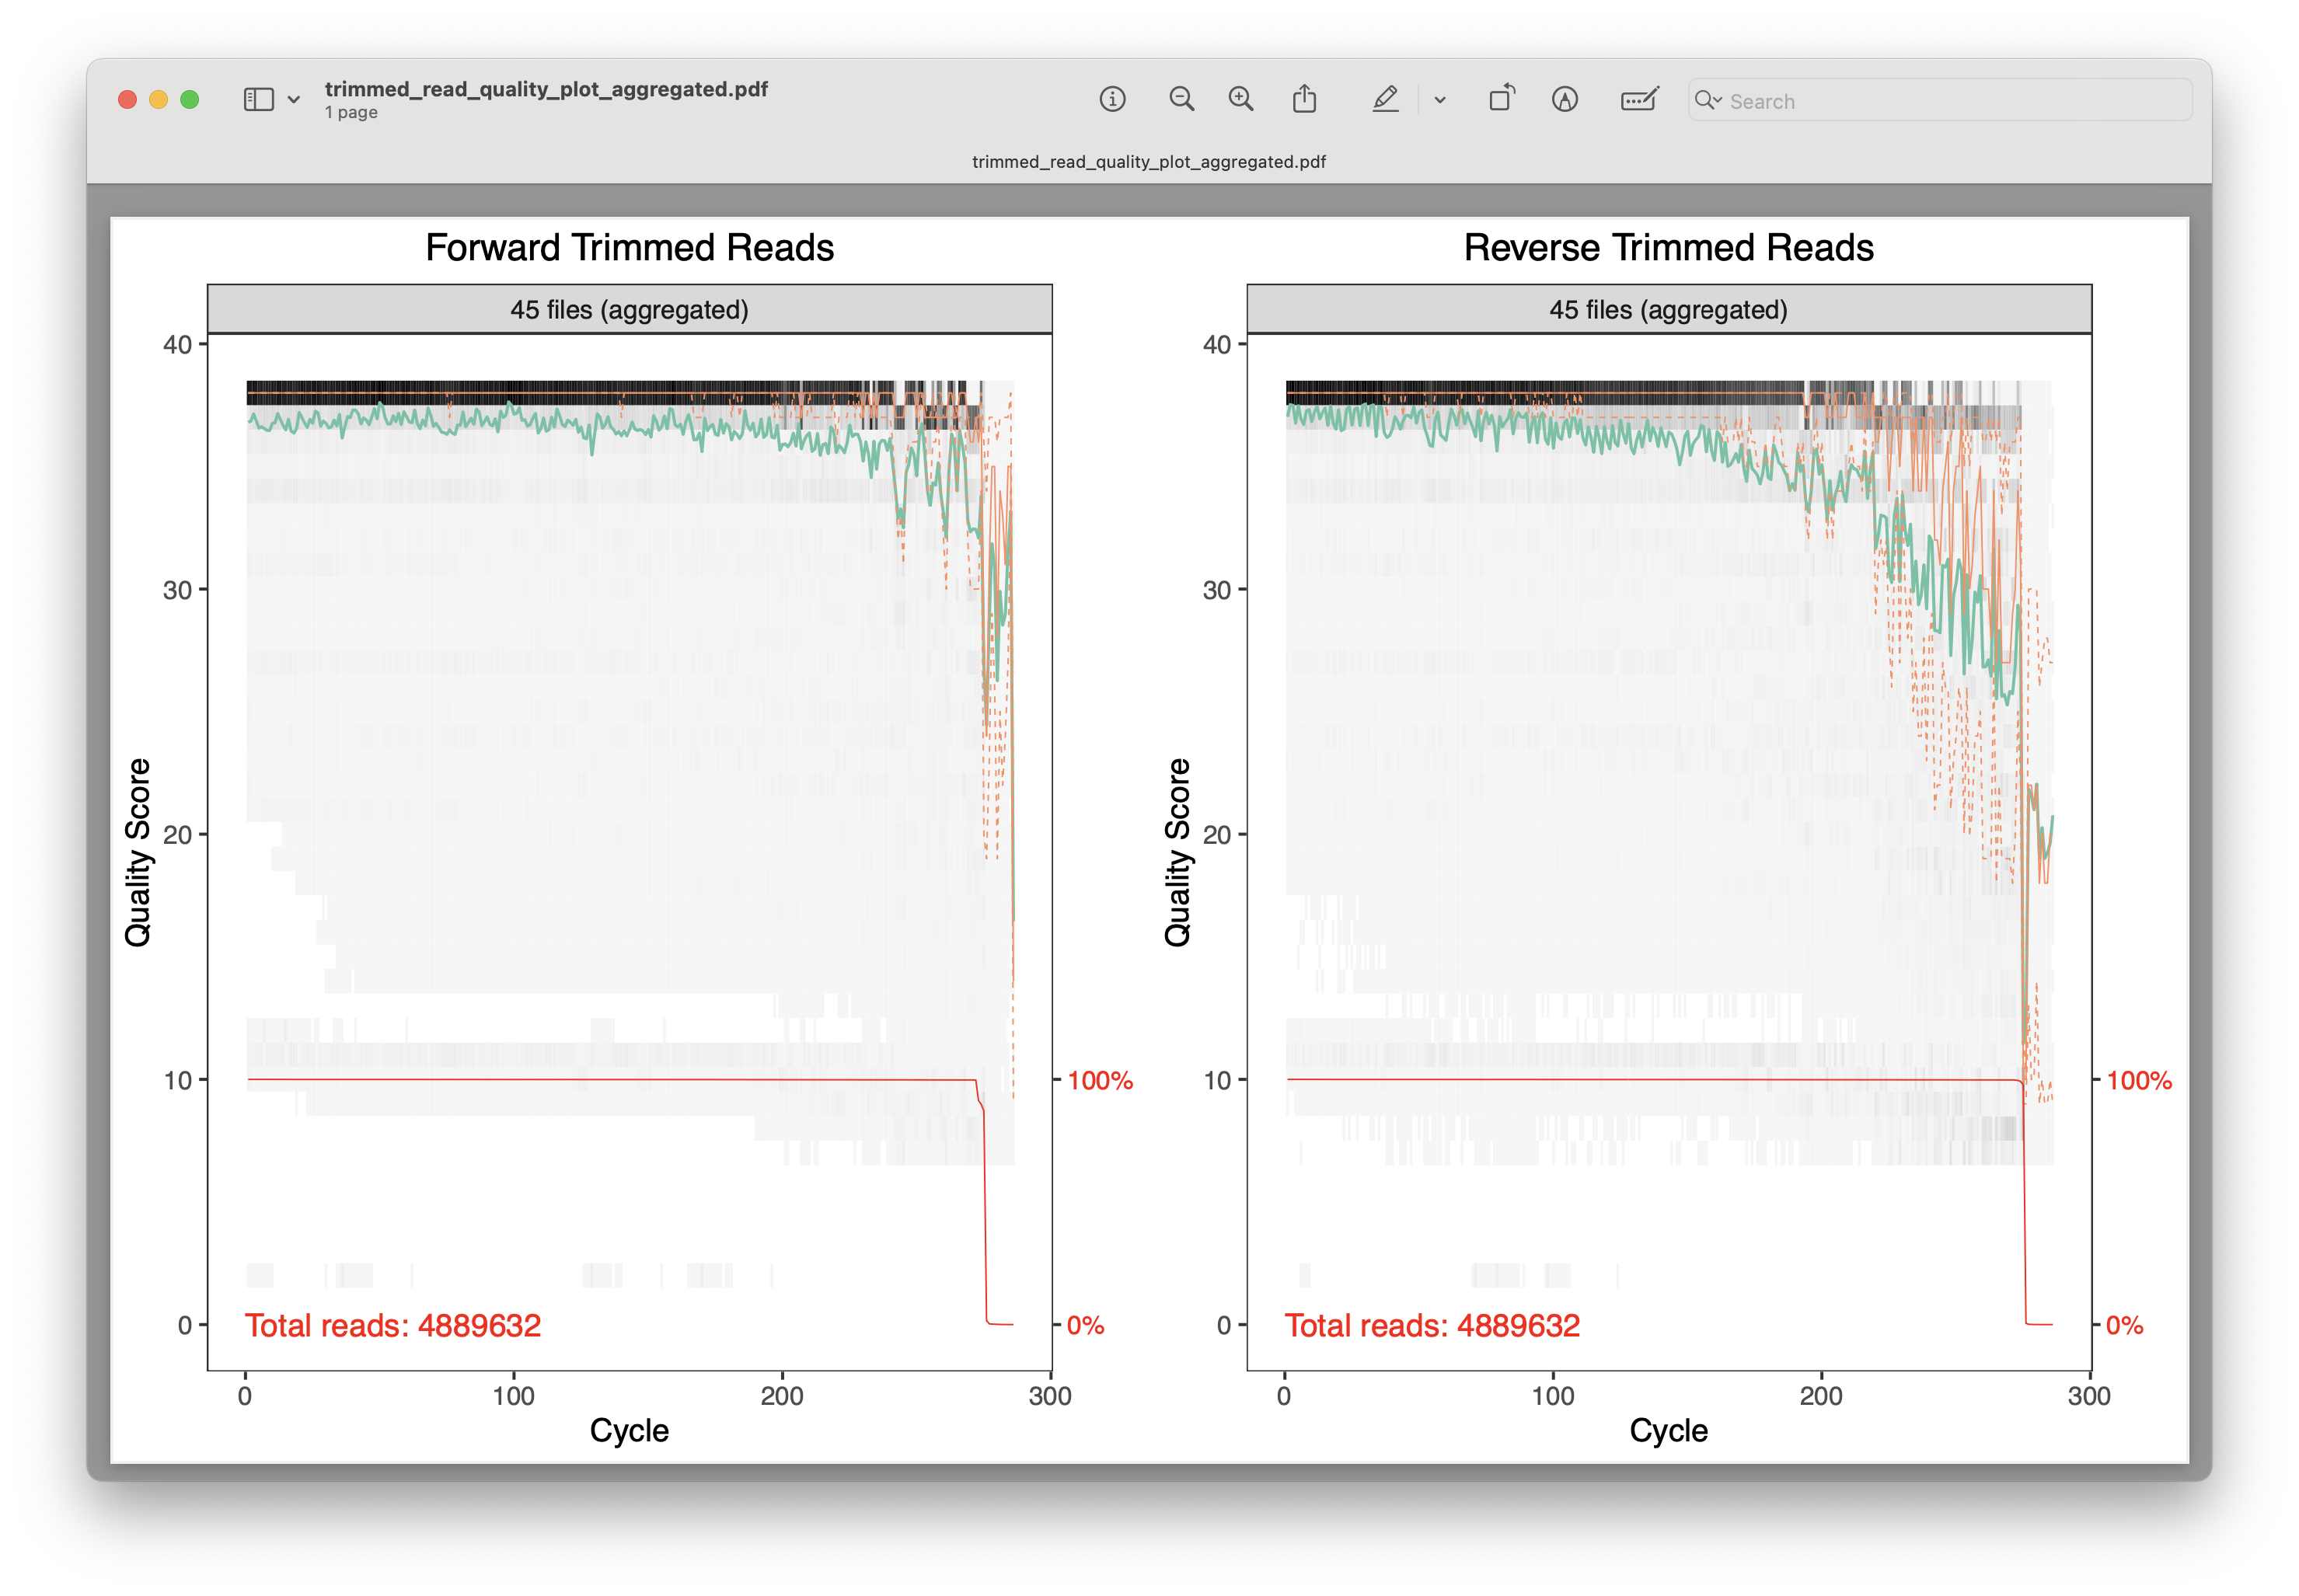 trimmed_read_quality_plot_aggregated.pdf
1 page
Search
trimmed_read_quality_plot_aggregated.pdf
Forward Trimmed Reads
45 files (aggregated)
40
30
20
10
0
Quality Score
100%
0%
Total reads: 4889632
0 100 200 300
Cycle
Reverse Trimmed Reads
45 files (aggregated)
40
30
20
10
0
Quality Score
100%
0%
Total reads: 4889632
0 100 200 300
Cycle